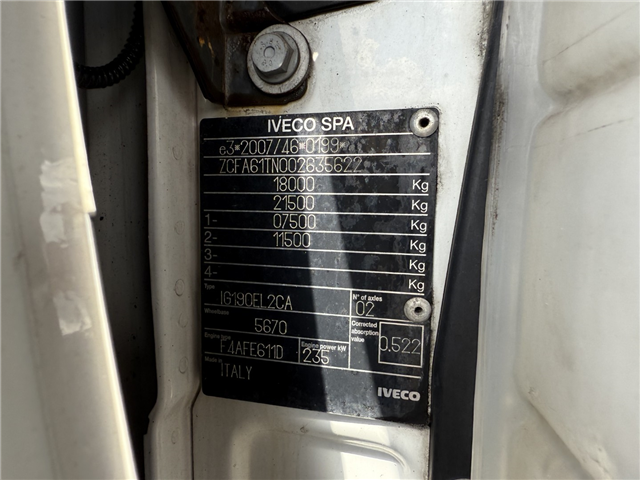 IVECO SPA
e3*2007/46*0199*
ZCFA61TN002635622
18000 Kg
21500 Kg
1- 07500 Kg
2- 11500 Kg
3- Kg
4- Kg
Type IG190EL2CA N° of axles 02
Wheelbase 5670 Corrected absorption value 0.522
Engine type F4AFE611D Engine power kW 235
Made in ITALY
IVECO